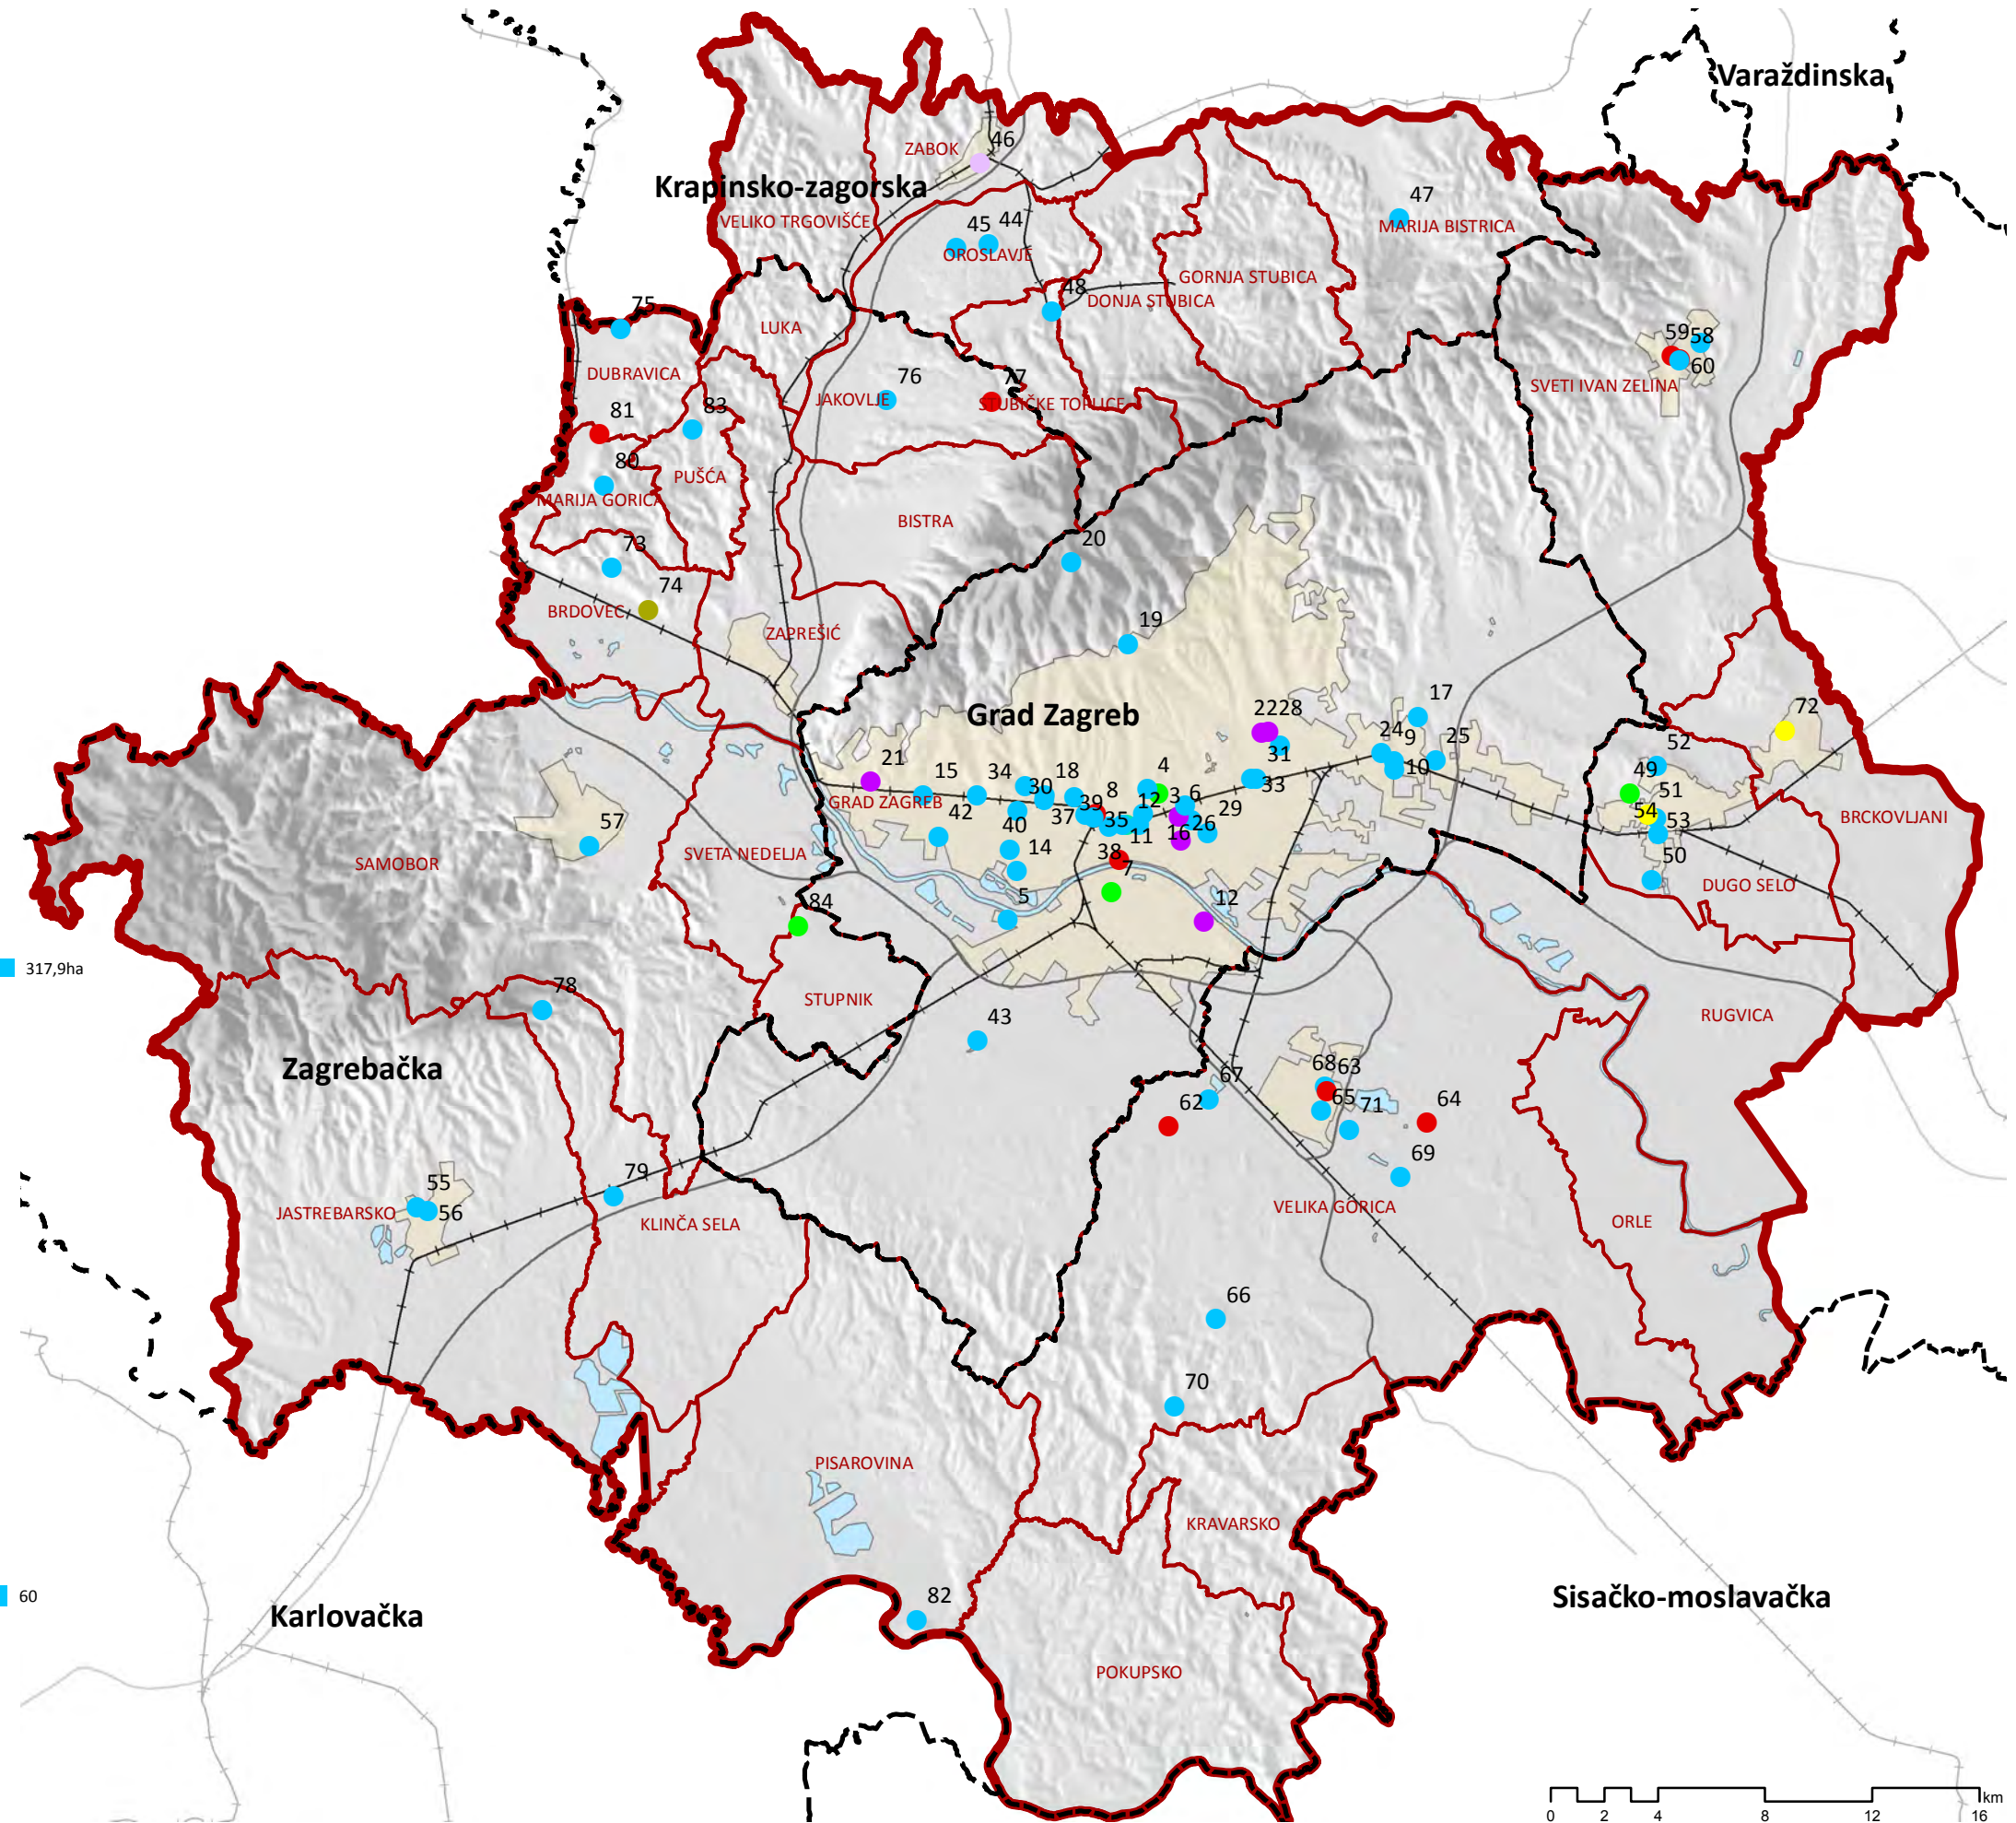 Varaždinska
46
ZABOK
Krapinsko-zagorska
47
VELIKO TRGOVIŠĆE
MARIJA BISTRICA
45
44
OROSLAVJE
GORNJA STUBICA
48
DONJA STUBICA
75
LUKA
59
58
60
DUBRAVICA
SVETI IVAN ZELINA
76
77
JAKOVLJE
STUBIČKE TOPLICE
81
83
80
PUŠĆA
MARIJA GORICA
BISTRA
73
20
74
BRDOVEC
ZAPREŠIĆ
19
17
72
Grad Zagreb
22
28
24
9
25
52
31
21
15
34
18
4
10
49
33
30
8
51
GRAD ZAGREB
3
6
39
12
29
54
42
37
35
BRCKOVLJANI
57
40
26
53
11
16
14
38
50
SVETA NEDELJA
SAMOBOR
7
DUGO SELO
5
12
84
317,9ha
78
STUPNIK
43
RUGVICA
Zagrebačka
68
63
67
62
65
71
64
69
79
55
VELIKA GORICA
JASTREBARSKO
56
KLINČA SELA
ORLE
66
70
PISAROVINA
KRAVARSKO
60
82
Sisačko-moslavačka
Karlovačka
POKUPSKO
km
0 2 4 8 12 16